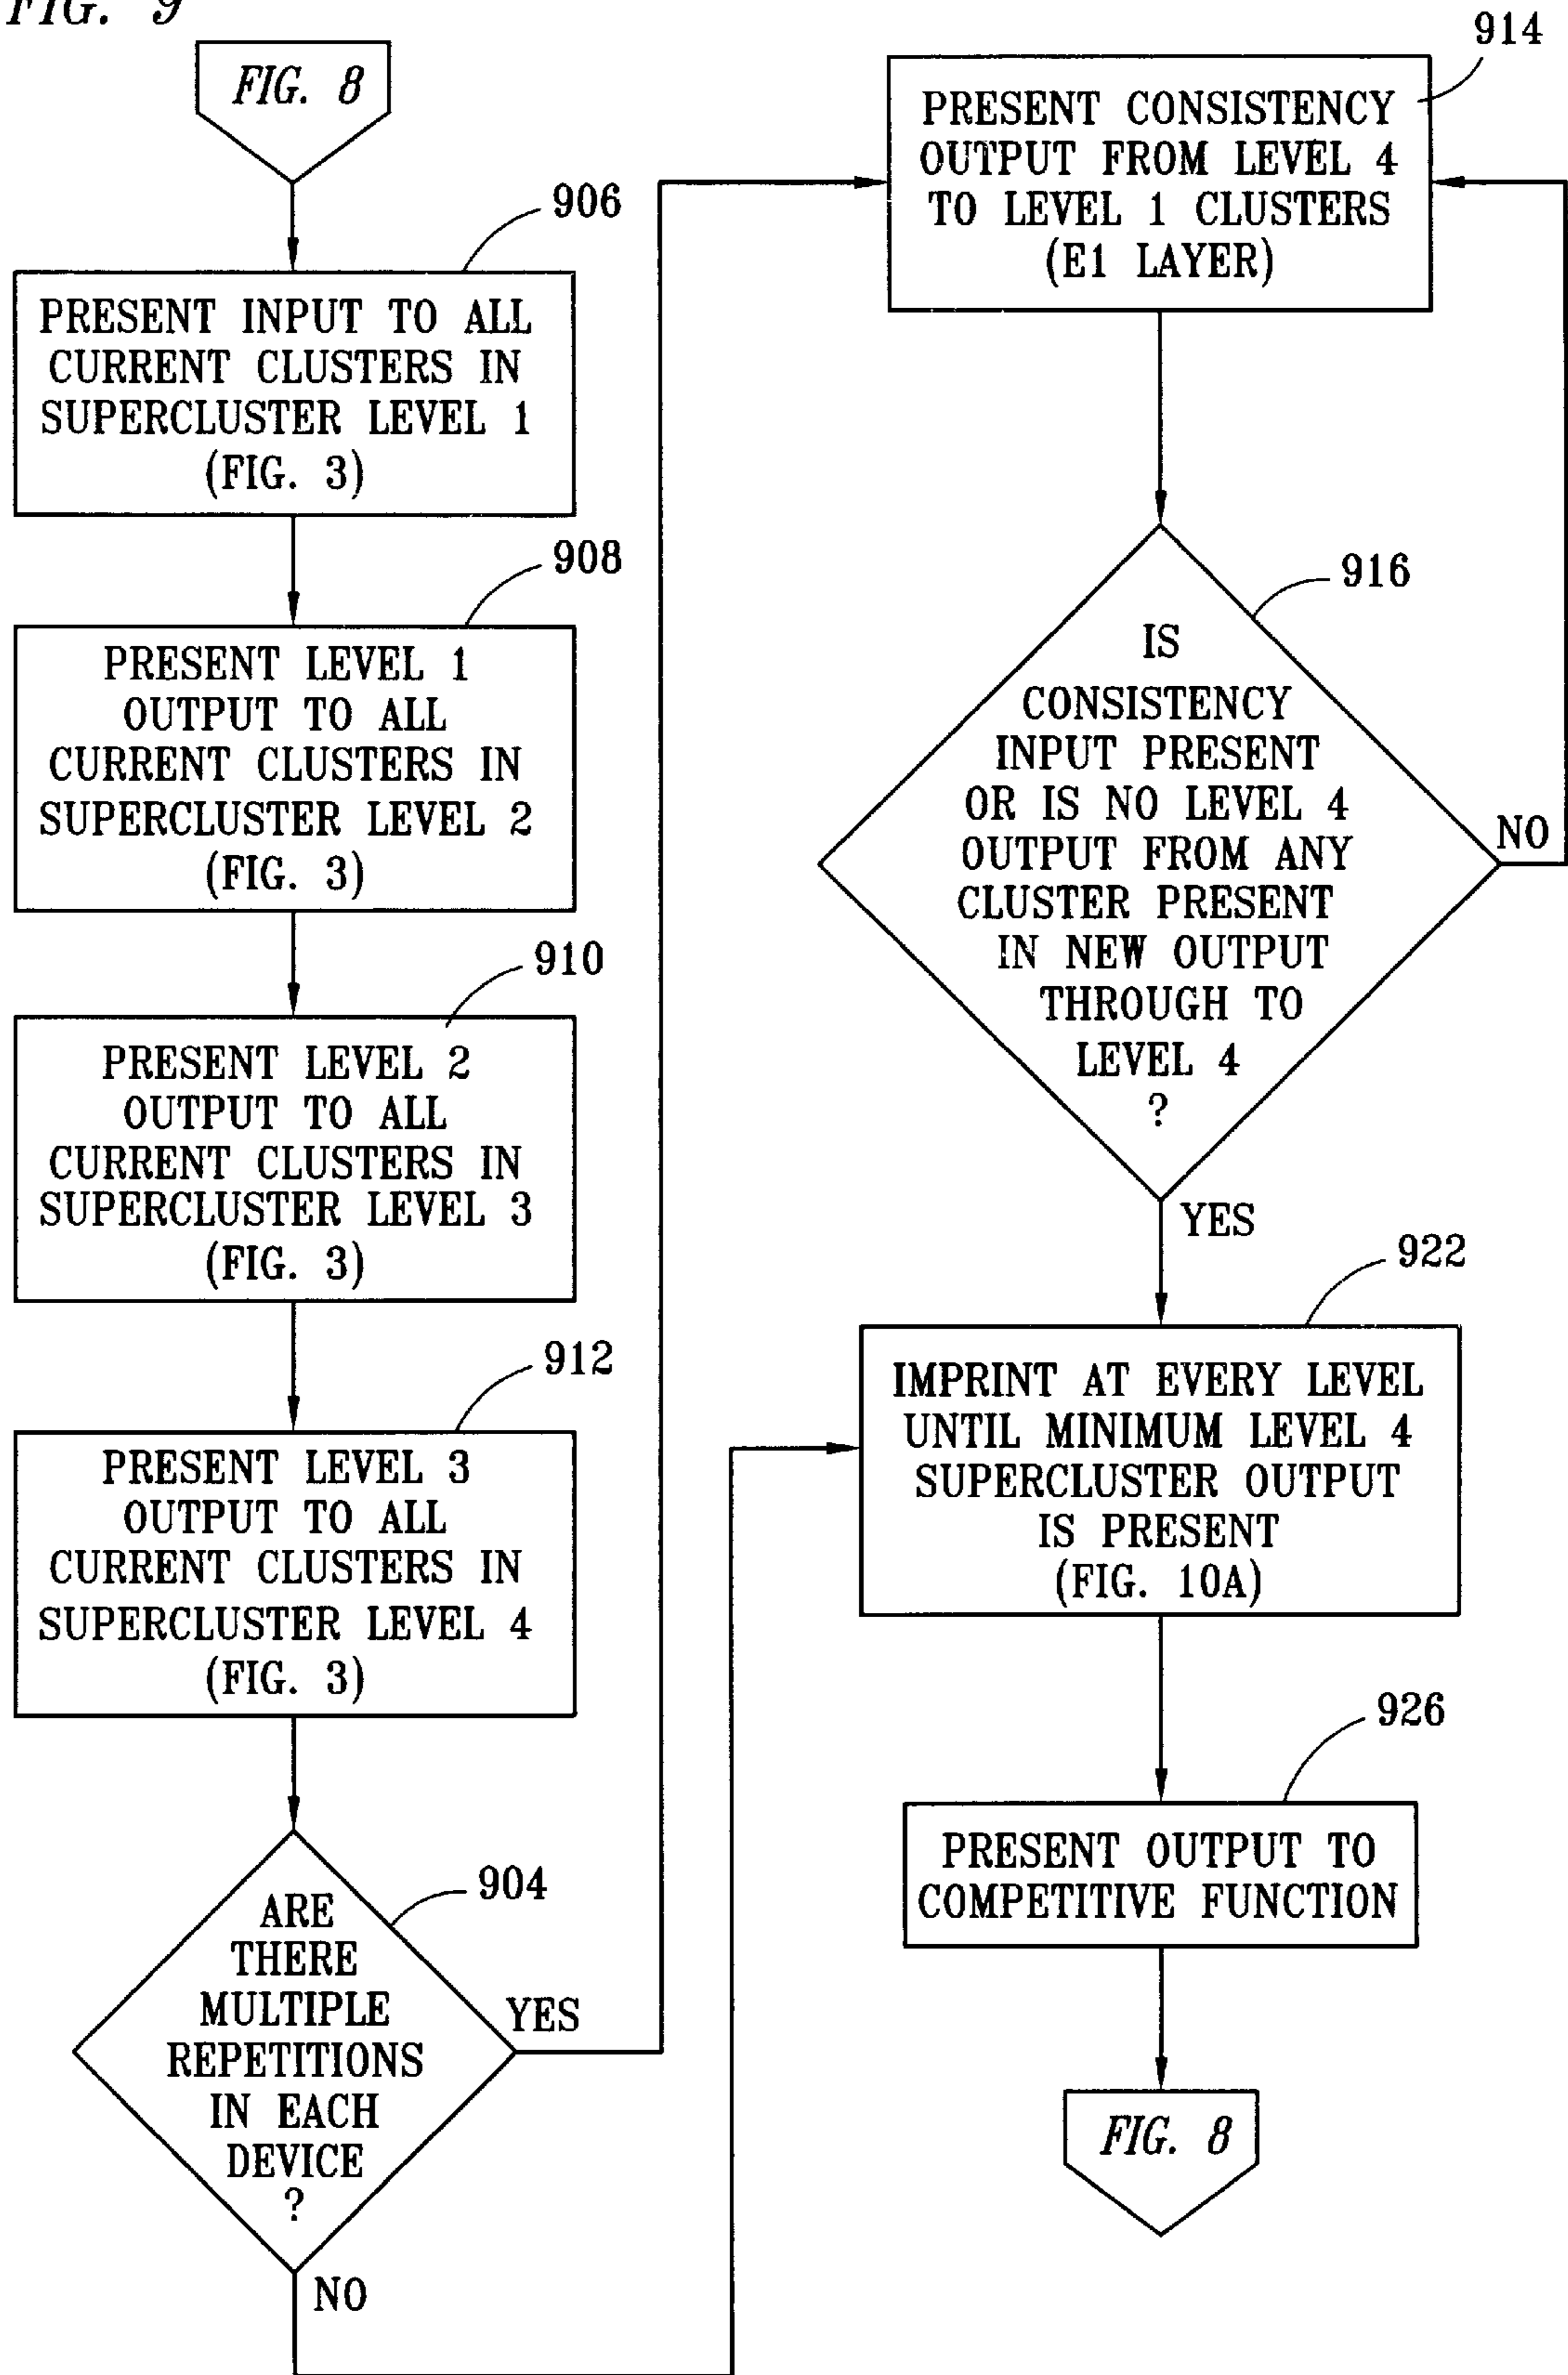 FIG. 9
FIG. 8
906
PRESENT INPUT TO ALL
CURRENT CLUSTERS IN
SUPERCLUSTER LEVEL 1
(FIG. 3)
908
PRESENT LEVEL 1
OUTPUT TO ALL
CURRENT CLUSTERS IN
SUPERCLUSTER LEVEL 2
(FIG. 3)
910
PRESENT LEVEL 2
OUTPUT TO ALL
CURRENT CLUSTERS IN
SUPERCLUSTER LEVEL 3
(FIG. 3)
912
PRESENT LEVEL 3
OUTPUT TO ALL
CURRENT CLUSTERS IN
SUPERCLUSTER LEVEL 4
(FIG. 3)
904
ARE
THERE
MULTIPLE
REPETITIONS
IN EACH
DEVICE
?
YES
NO
914
PRESENT CONSISTENCY
OUTPUT FROM LEVEL 4
TO LEVEL 1 CLUSTERS
(E1 LAYER)
916
IS
CONSISTENCY
INPUT PRESENT
OR IS NO LEVEL 4
OUTPUT FROM ANY
CLUSTER PRESENT
IN NEW OUTPUT
THROUGH TO
LEVEL 4
?
NO
YES
922
IMPRINT AT EVERY LEVEL
UNTIL MINIMUM LEVEL 4
SUPERCLUSTER OUTPUT
IS PRESENT
(FIG. 10A)
926
PRESENT OUTPUT TO
COMPETITIVE FUNCTION
FIG. 8